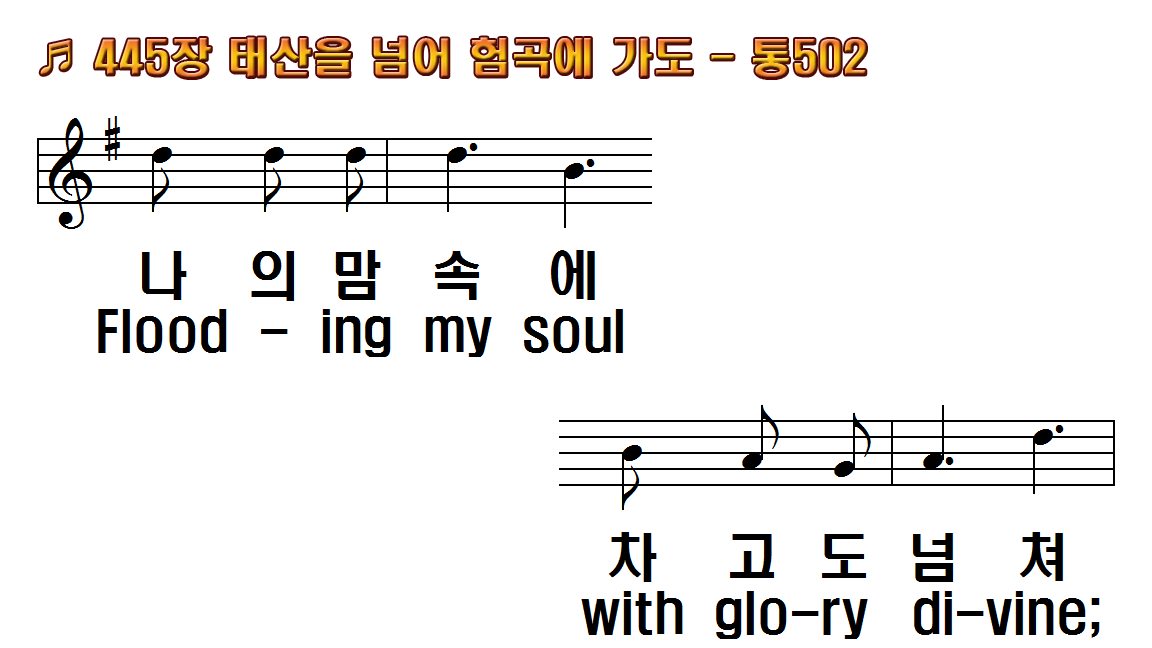 ♬ 445장 태산을 넘어 험곡에 가도 - 통502
나 의 맘 속 에
Flood - ing my soul
차 고 도 넘 쳐
with glo-ry di-vine;